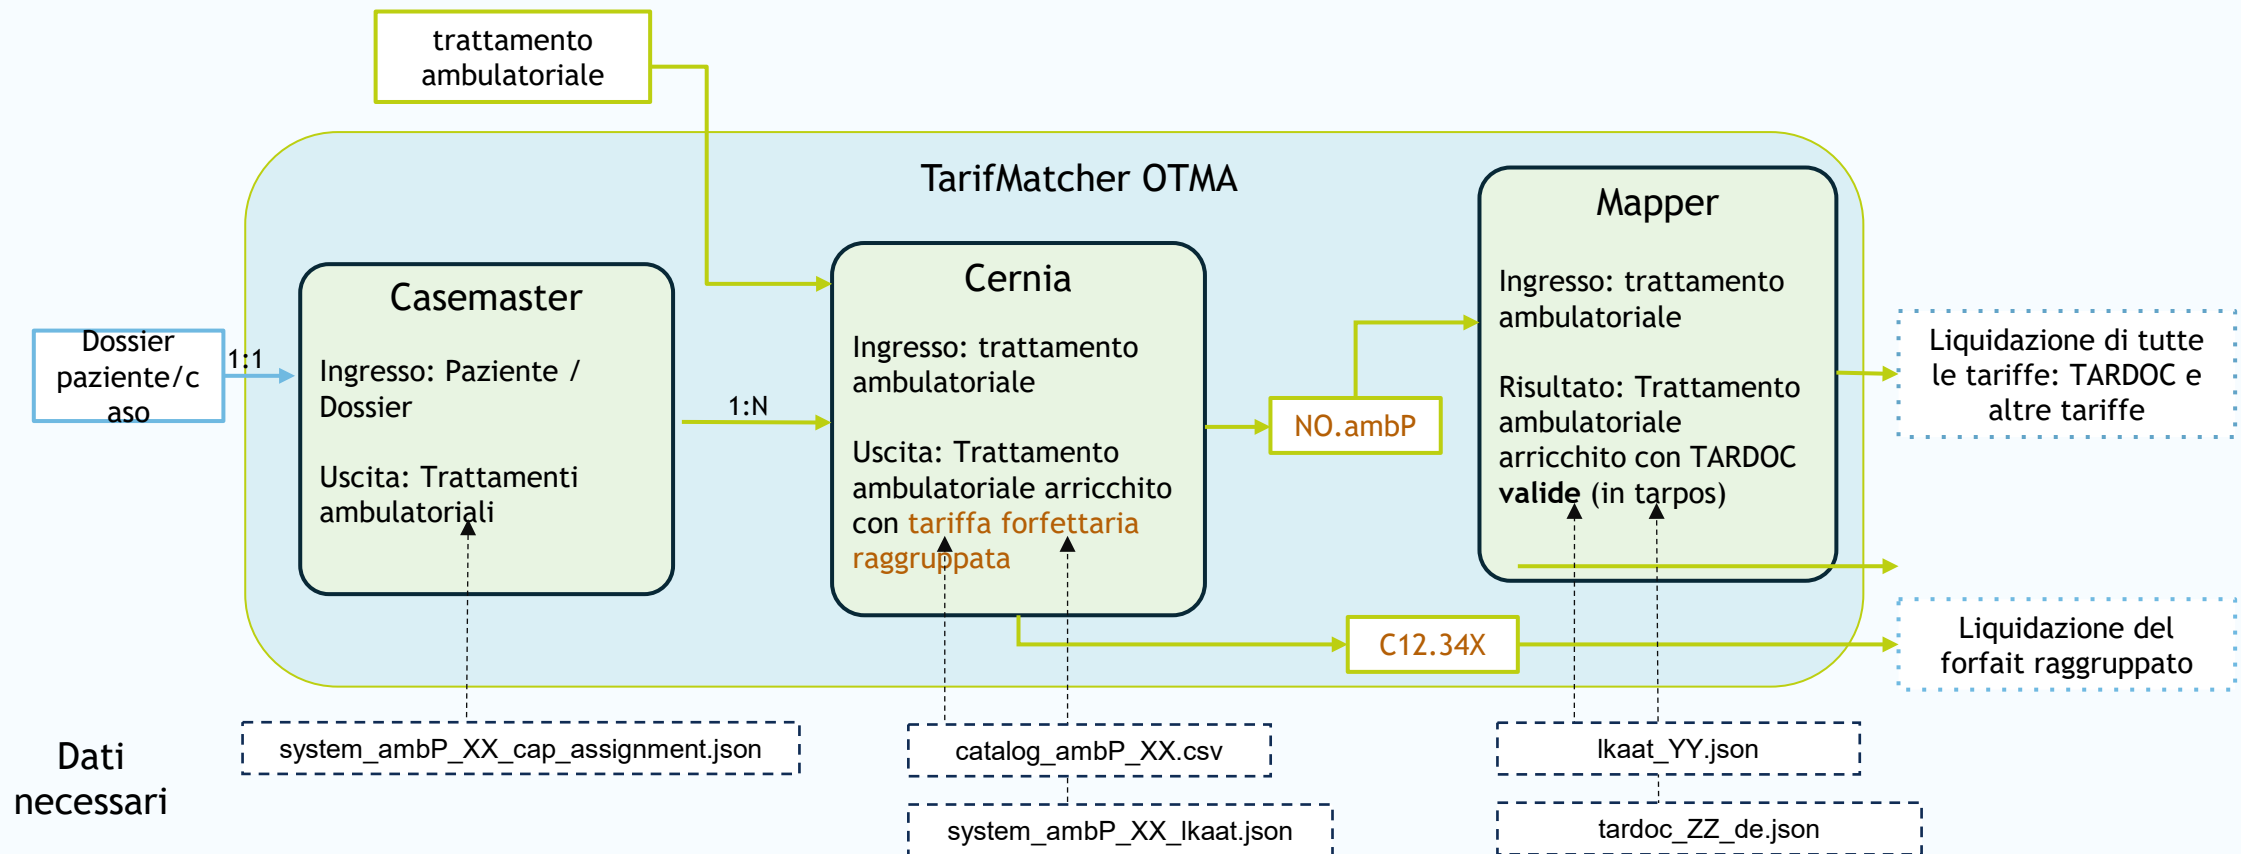 trattamento
ambulatoriale
TarifMatcher OTMA
Dossier
paziente/c
aso
1:1
Casemaster
Ingresso: Paziente /
Dossier
Uscita: Trattamenti
ambulatoriali
1:N
Cernia
Ingresso: trattamento
ambulatoriale
Uscita: Trattamento
ambulatoriale arricchito
con tariffa forfettaria
raggruppata
NO.ambP
C12.34X
Mapper
Ingresso: trattamento
ambulatoriale
Risultato: Trattamento
ambulatoriale
arricchito con TARDOC
valide (in tarpos)
Liquidazione di tutte
le tariffe: TARDOC e
altre tariffe
Liquidazione del
forfait raggruppato
Dati
necessari
system_ambP_XX_cap_assignment.json
catalog_ambP_XX.csv
system_ambP_XX_lkaat.json
lkaat_YY.json
tardoc_ZZ_de.json